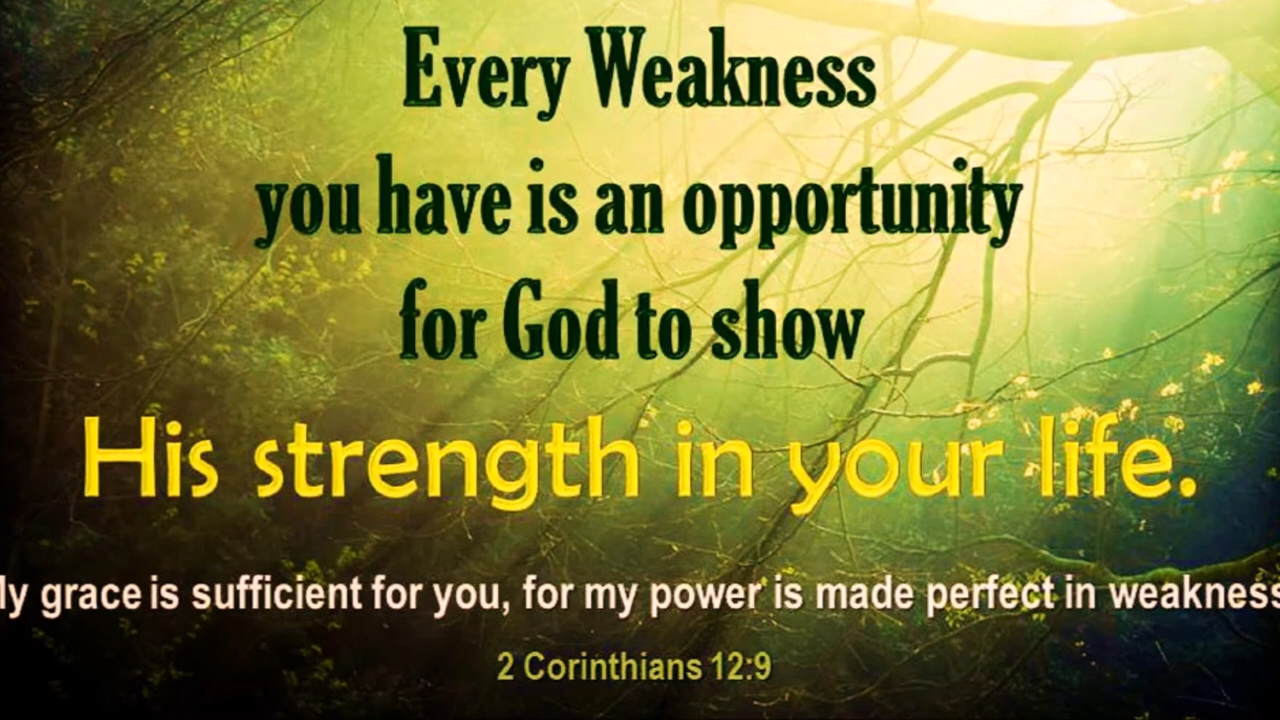 Every Weakness
you have is an opportunity
for God to show
His strength in your life.
My grace is sufficient for you, for my power is made perfect in weakness
2 Corinthians 12:9